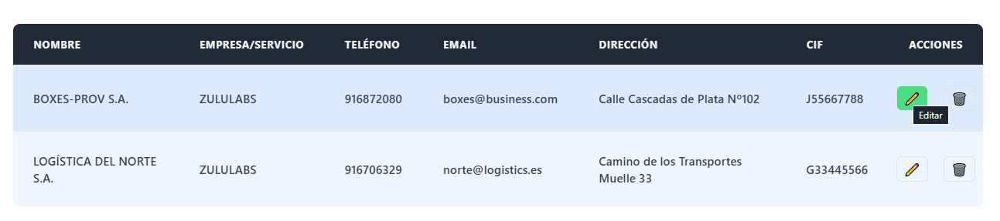 NOMBRE EMPRESA/SERVICIO TELÉFONO EMAIL DIRECCIÓN CIF ACCIONES
BOXES-PROV S.A. ZULULABS 916872080 boxes@business.com Calle Cascadas de Plata Nº102 J55667788
Editar
LOGÍSTICA DEL NORTE
S.A.
ZULULABS 916706329 norte@logistics.es
Camino de los Transportes
Muelle 33
G33445566